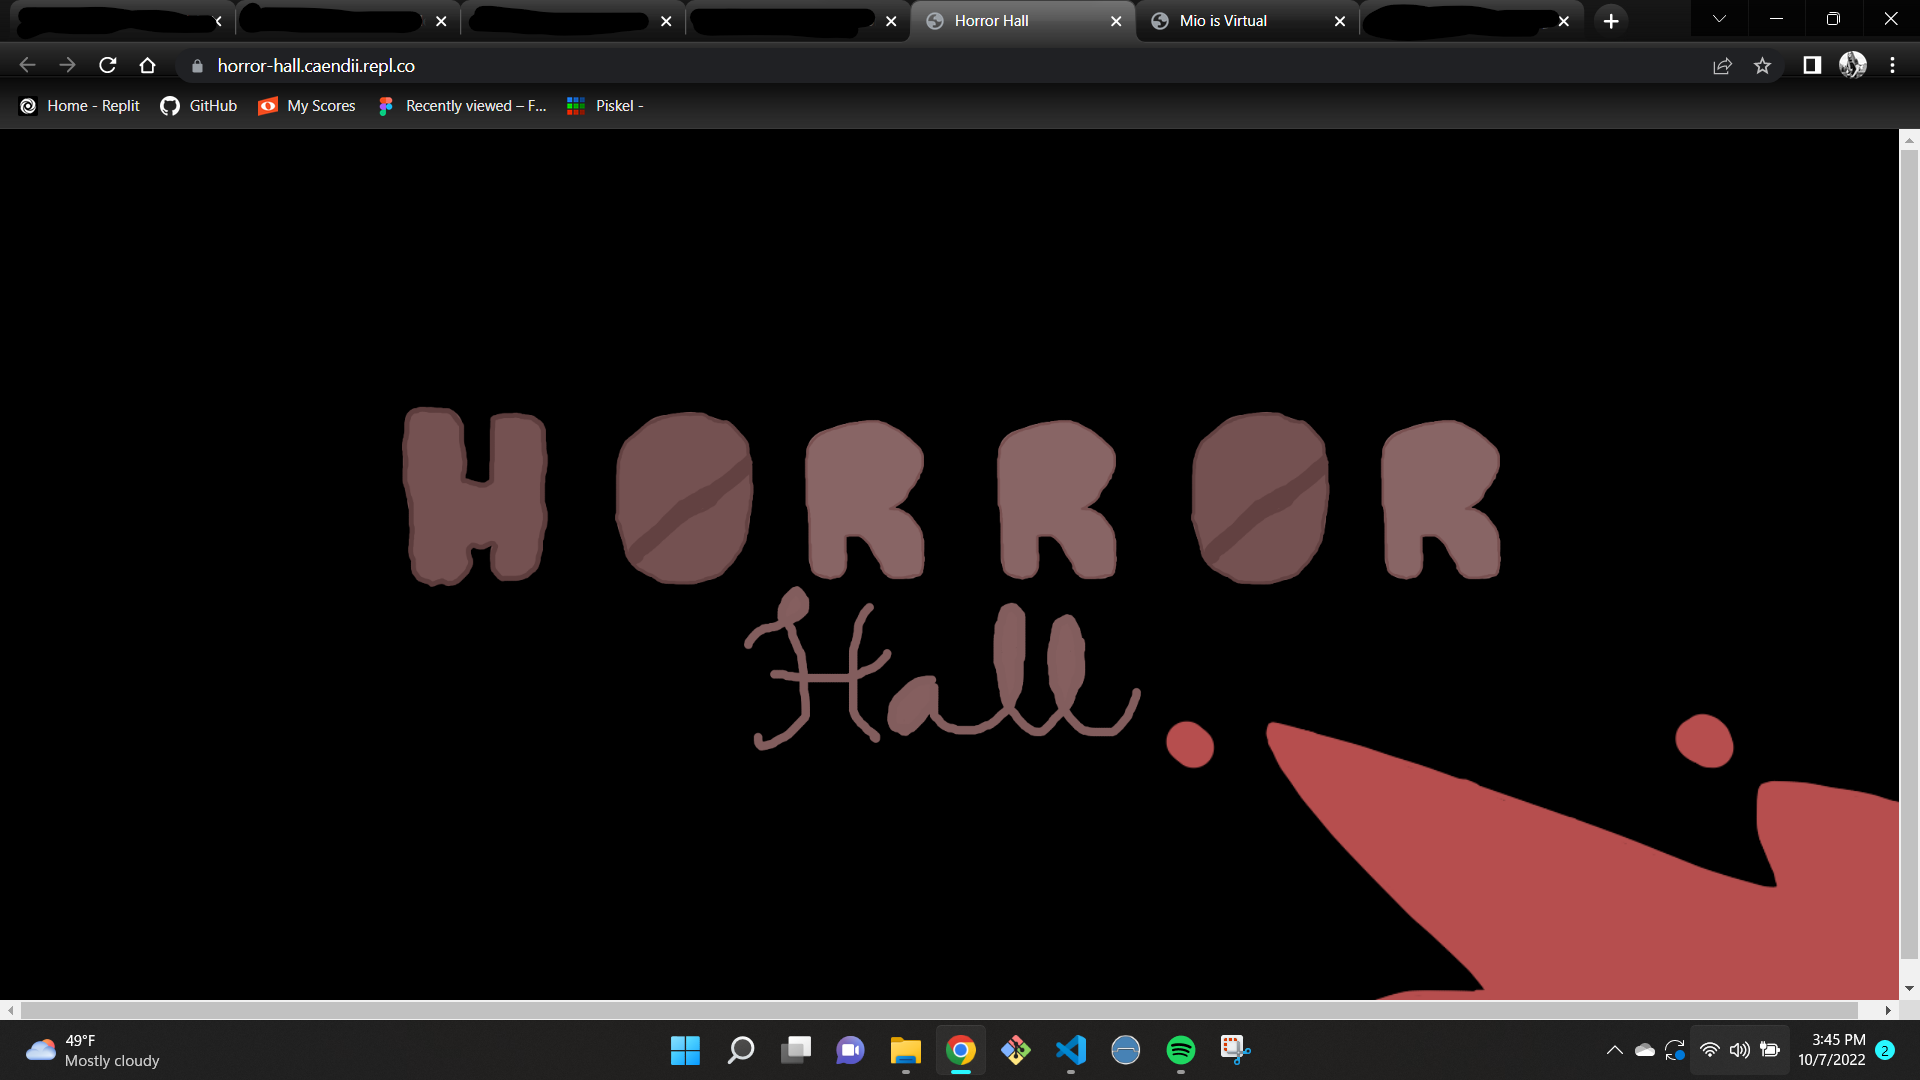 Horror Hall
Mio is Virtual
horror-hall.caendii.repl.co
Home - Replit
GitHub
My Scores
Recently viewed – F...
Piskel -
HORROR
Hall
49°F
Mostly cloudy
3:45 PM
10/7/2022
2